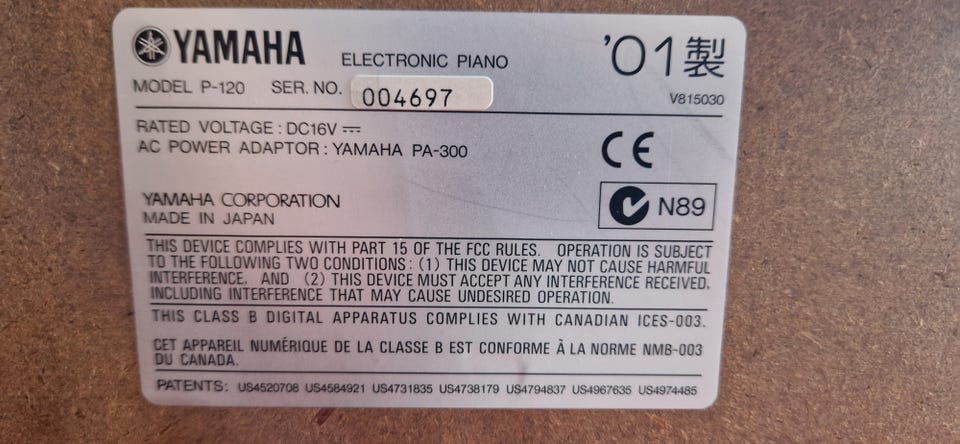 YAMAHA ELECTRONIC PIANO '01製
MODEL P-120 SER. NO. 004697 V815030
RATED VOLTAGE : DC16V ⎓
AC POWER ADAPTOR : YAMAHA PA-300
CE
YAMAHA CORPORATION
MADE IN JAPAN
N89
THIS DEVICE COMPLIES WITH PART 15 OF THE FCC RULES. OPERATION IS SUBJECT
TO THE FOLLOWING TWO CONDITIONS : (1) THIS DEVICE MAY NOT CAUSE HARMFUL
INTERFERENCE, AND (2) THIS DEVICE MUST ACCEPT ANY INTERFERENCE RECEIVED,
INCLUDING INTERFERENCE THAT MAY CAUSE UNDESIRED OPERATION.
THIS CLASS B DIGITAL APPARATUS COMPLIES WITH CANADIAN ICES-003.
CET APPAREIL NUMÉRIQUE DE LA CLASSE B EST CONFORME À LA NORME NMB-003
DU CANADA.
PATENTS: US4520708 US4584921 US4731835 US4738179 US4794837 US4967635 US4974485